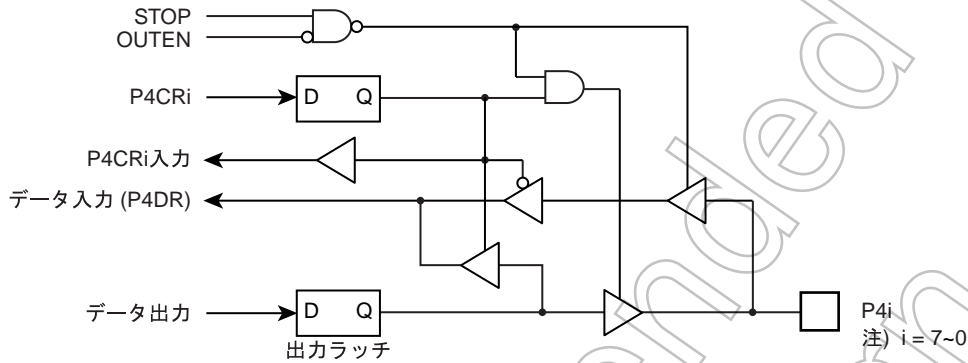 STOP
OUTEN
P4CRi
D Q
P4CRi入力
データ入力 (P4DR)
データ出力
D Q
出力ラッチ
P4i
注) i = 7~0